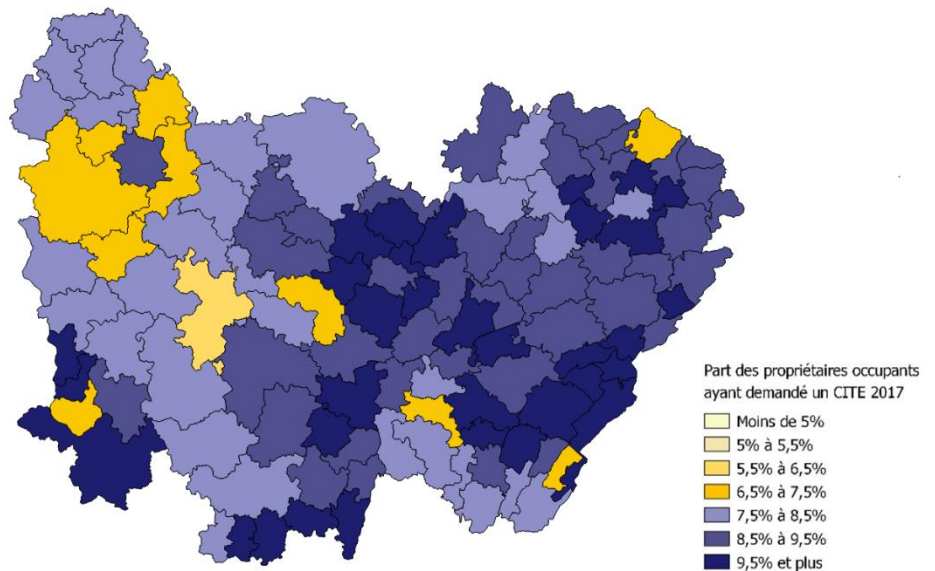 Part des propriétaires occupants
ayant demandé un CITE 2017
Moins de 5%
5% à 5,5%
5,5% à 6,5%
6,5% à 7,5%
7,5% à 8,5%
8,5% à 9,5%
9,5% et plus